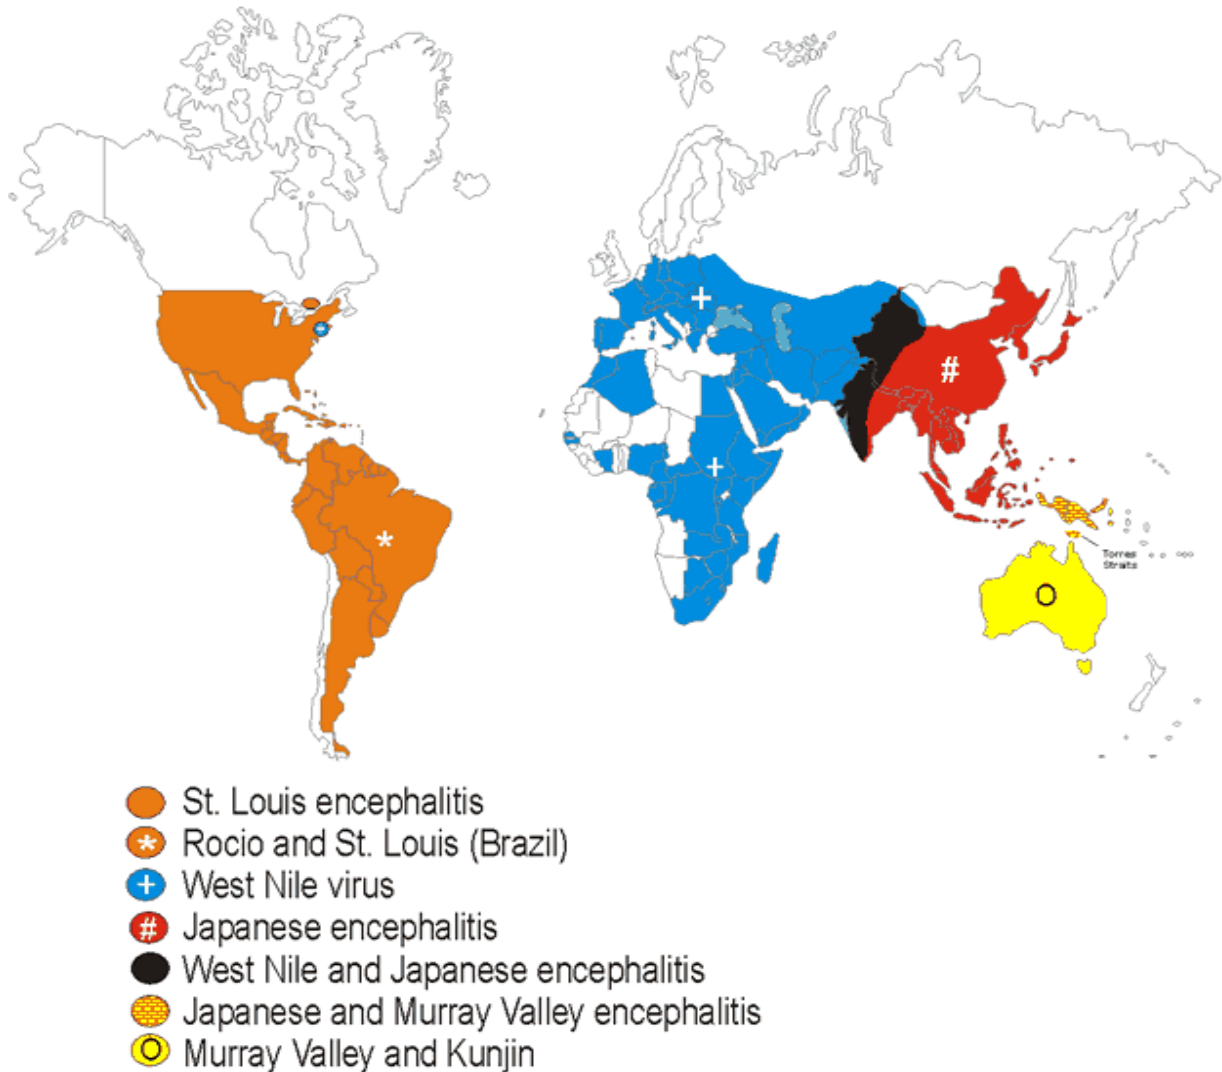 +
+
#
*
+
Torres
Straits
O
St. Louis encephalitis
* Rocio and St. Louis (Brazil)
+ West Nile virus
# Japanese encephalitis
West Nile and Japanese encephalitis
Japanese and Murray Valley encephalitis
O Murray Valley and Kunjin